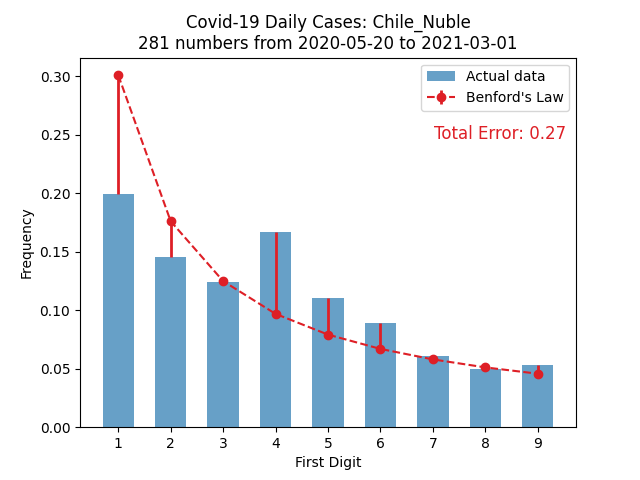 Covid-19 Daily Cases: Chile_Nuble
281 numbers from 2020-05-20 to 2021-03-01
Actual data
Benford's Law
Total Error: 0.27
Frequency
0.30
0.25
0.20
0.15
0.10
0.05
0.00
1 2 3 4 5 6 7 8 9
First Digit